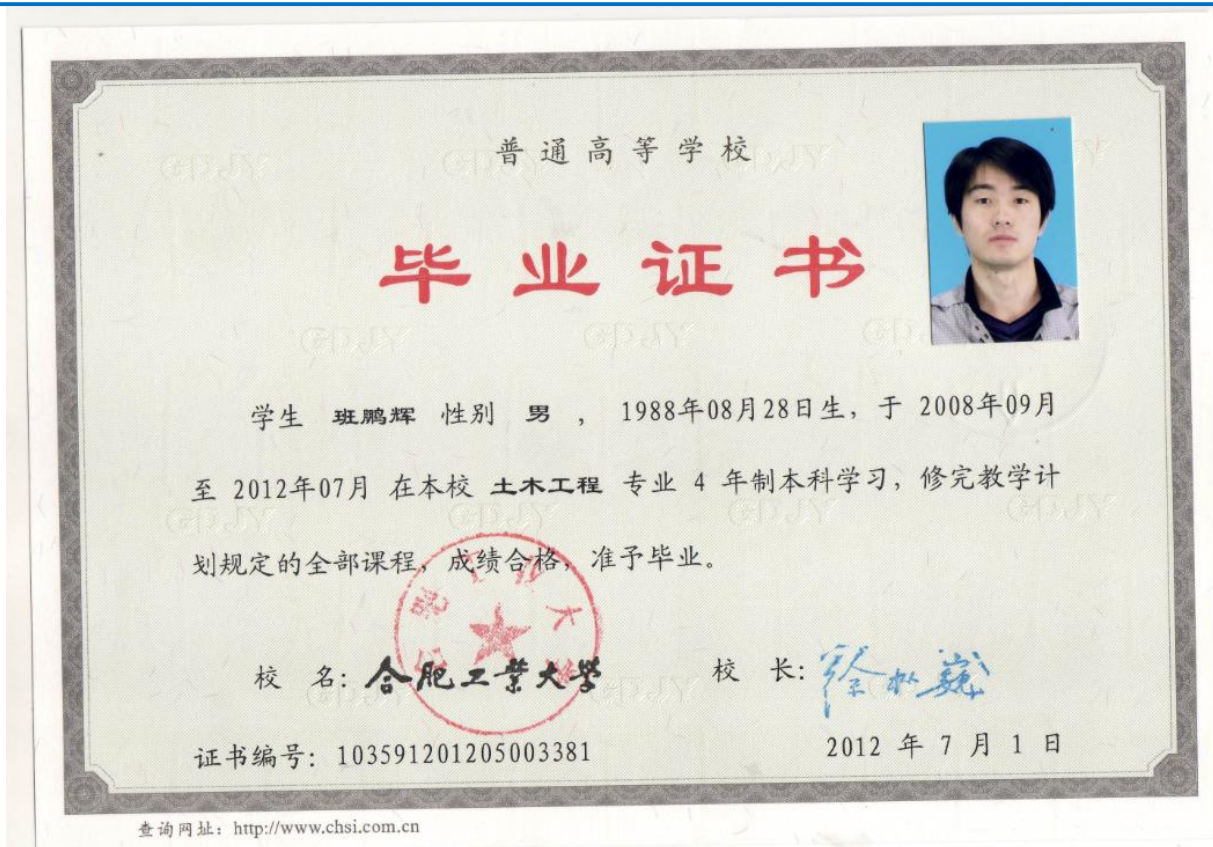 普通高等学校
毕业证书
学生 班鹏辉 性别 男 ， 1988年08月28日生，于 2008年09月
至 2012年07月 在本校 土木工程 专业 4 年制本科学习，修完教学计
划规定的全部课程，成绩合格，准予毕业。
校 名：合肥工業大學 校 长：徐枞巍
证书编号：103591201205003381 2012 年 7 月 1 日
查询网址：http://www.chsi.com.cn